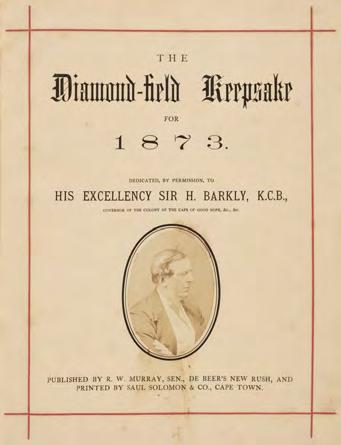 THE
Diamond-field Keepsake
FOR
1873.
DEDICATED, BY PERMISSION, TO
HIS EXCELLENCY SIR H. BARKLY, K.C.B.,
GOVERNOR OF THE COLONY OF THE CAPE OF GOOD HOPE, &c., &c.
PUBLISHED BY R. W. MURRAY, SEN., DE BEER'S NEW RUSH, AND
PRINTED BY SAUL SOLOMON & CO., CAPE TOWN.